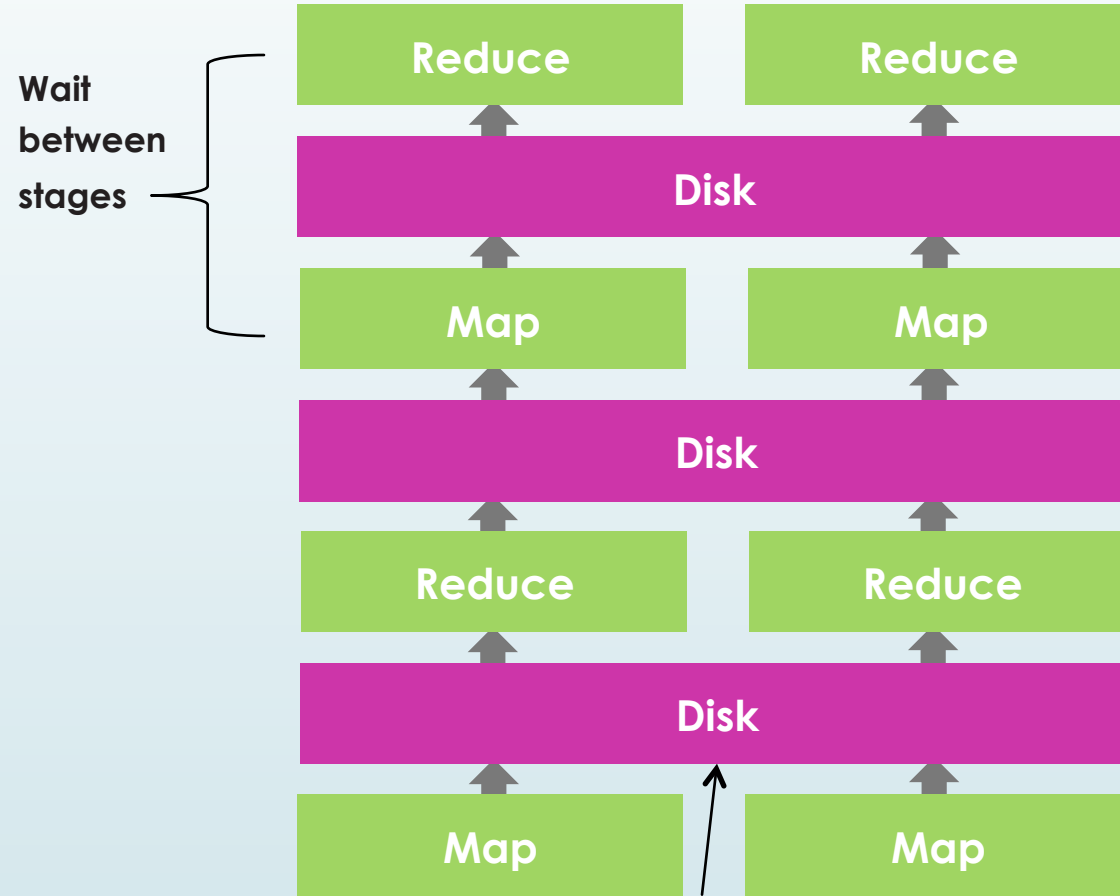 Reduce Reduce
Wait
between
stages
Disk
Map Map
Disk
Reduce Reduce
Disk
Map Map